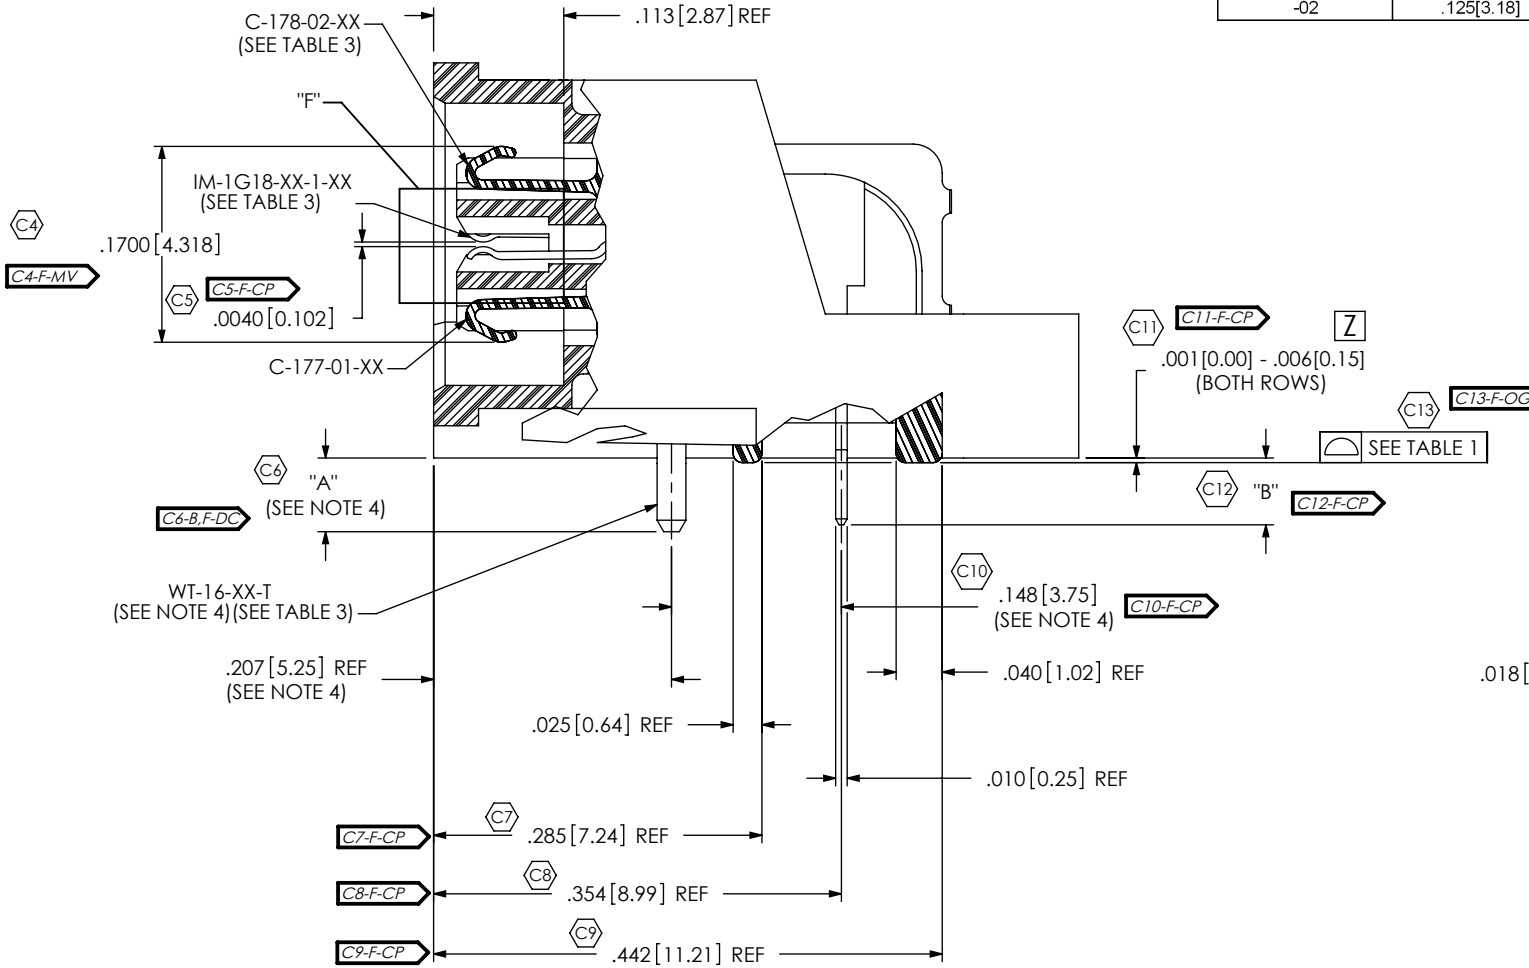 C-178-02-XX
(SEE TABLE 3)
.113[2.87] REF
-02 .125[3.18]
"F"
IM-1G18-XX-1-XX
(SEE TABLE 3)
C4
.1700[4.318]
C4-F-MV
C5
C5-F-CP
.0040[0.102]
C-177-01-XX
C11
C11-F-CP
Z
.001[0.00] - .006[0.15]
(BOTH ROWS)
C13
C13-F-OG
SEE TABLE 1
C6
"A"
(SEE NOTE 4)
C6-B,F-DC
C12
"B"
C12-F-CP
WT-16-XX-T
(SEE NOTE 4)(SEE TABLE 3)
C10
.148[3.75]
(SEE NOTE 4)
C10-F-CP
.207[5.25] REF
(SEE NOTE 4)
.040[1.02] REF
.018[
.025[0.64] REF
.010[0.25] REF
C7
C7-F-CP
.285[7.24] REF
C8
C8-F-CP
.354[8.99] REF
C9
C9-F-CP
.442[11.21] REF